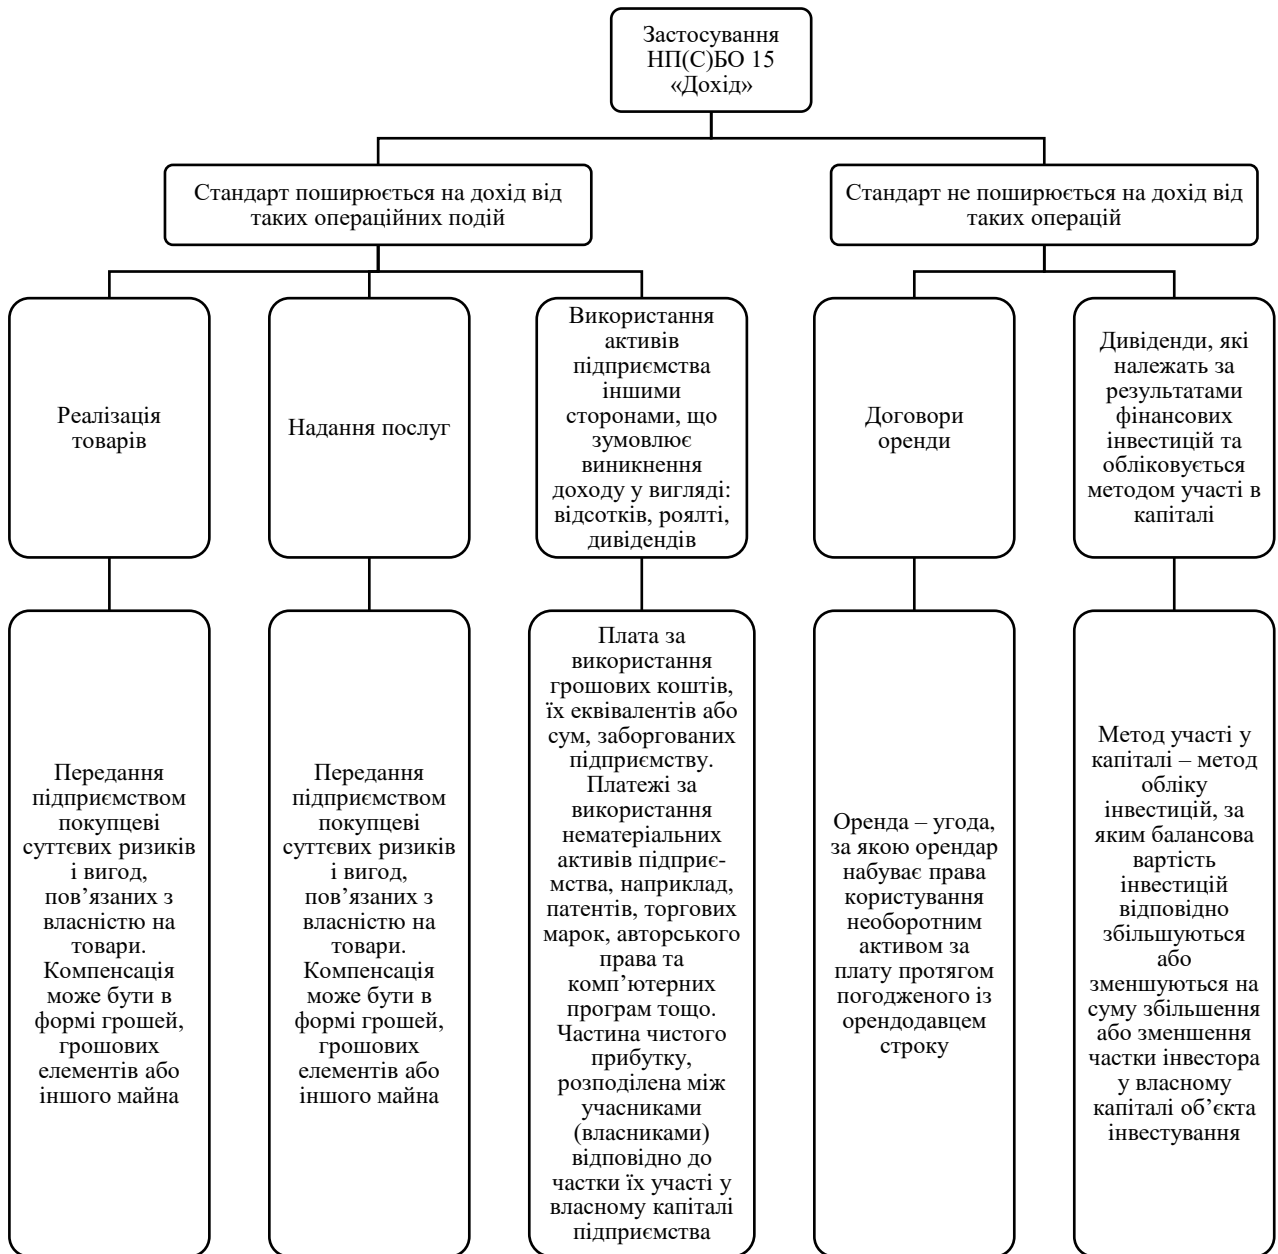 Застосування
НП(С)БО 15
«Дохід»
Стандарт поширюється на дохід від
таких операційних подій
Стандарт не поширюється на дохід від
таких операцій
Реалізація
товарів
Надання послуг
Використання
активів
підприємства
іншими
сторонами, що
зумовлює
виникнення
доходу у вигляді:
відсотків, роялті,
дивідендів
Договори
оренди
Дивіденди, які
належать за
результатами
фінансових
інвестицій та
обліковується
методом участі в
капіталі
Передання
підприємством
покупцеві
суттєвих ризиків
і вигод,
пов’язаних з
власністю на
товари.
Компенсація
може бути в
формі грошей,
грошових
елементів або
іншого майна
Передання
підприємством
покупцеві
суттєвих ризиків
і вигод,
пов’язаних з
власністю на
товари.
Компенсація
може бути в
формі грошей,
грошових
елементів або
іншого майна
Плата за
використання
грошових коштів,
їх еквівалентів або
сум, заборгованих
підприємству.
Платежі за
використання
нематеріальних
активів підприє-
мства, наприклад,
патентів, торгових
марок, авторського
права та
комп’ютерних
програм тощо.
Частина чистого
прибутку,
розподілена між
учасниками
(власниками)
відповідно до
частки їх участі у
власному капіталі
підприємства
Оренда – угода,
за якою орендар
набуває права
користування
необоротним
активом за
плату протягом
погодженого із
орендодавцем
строку
Метод участі у
капіталі – метод
обліку
інвестицій, за
яким балансова
вартість
інвестицій
відповідно
збільшуються
або
зменшуються на
суму збільшення
або зменшення
частки інвестора
у власному
капіталі об’єкта
інвестування